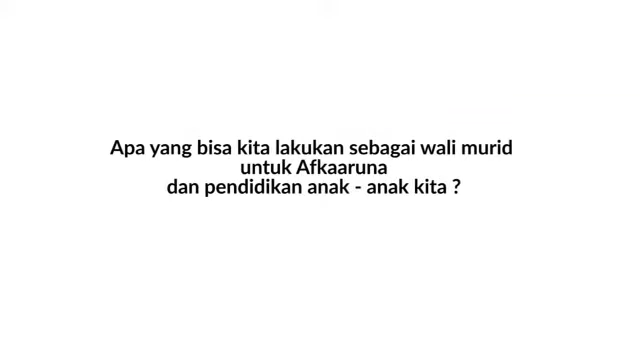 Apa yang bisa kita lakukan sebagai wali murid
untuk Afkaaruna
dan pendidikan anak - anak kita ?